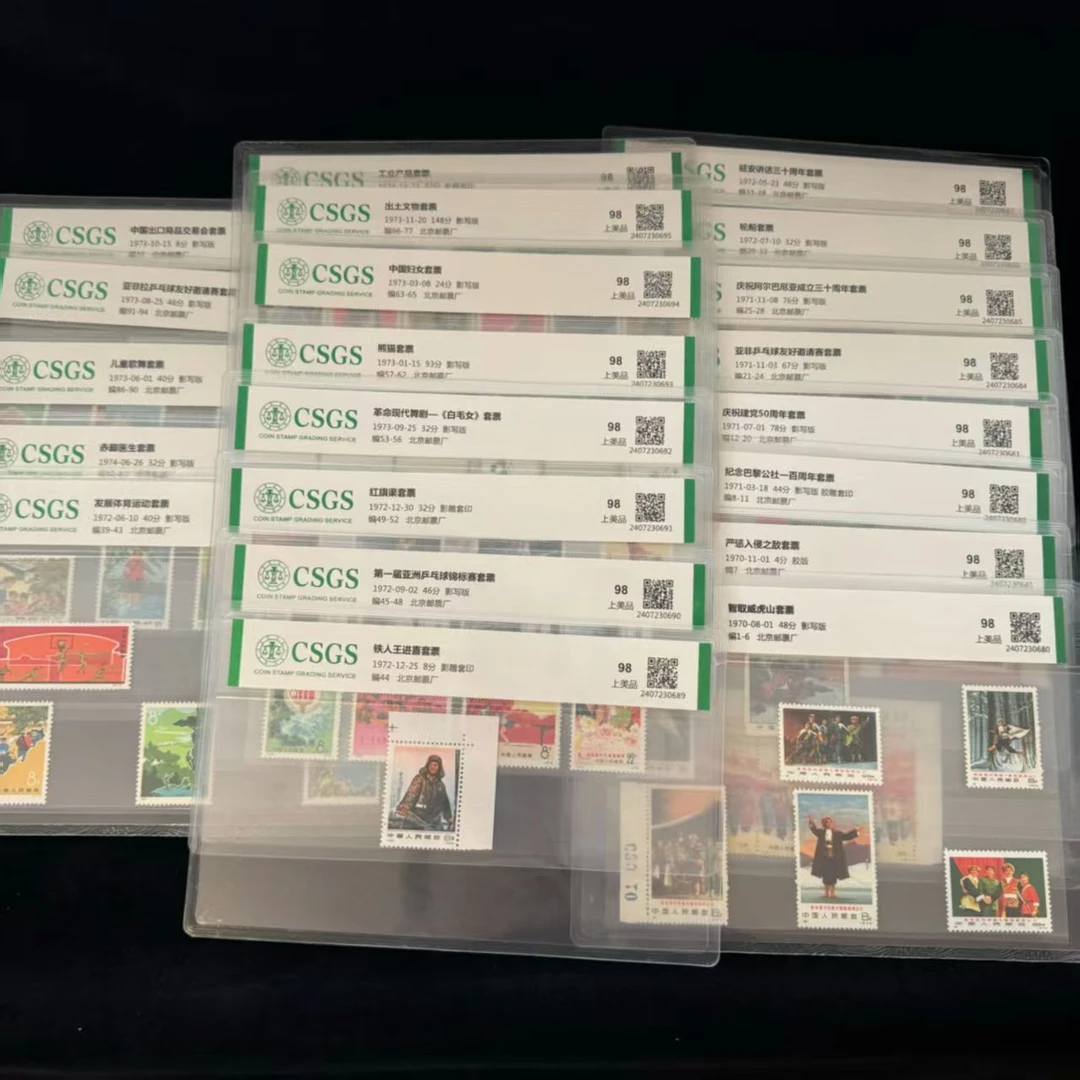 CSGS
中国出口商品交易会套票
1973-10-15 8分 影写版
CSGS
COIN STAMP GRADING SERVICE
亚非拉乒乓球友好邀请赛套票
1973-08-25 46分 影写版
编91-94 北京邮票厂
CSGS
儿童歌舞套票
1973-06-01 40分 影写版
编86-90 北京邮票厂
CSGS
赤脚医生套票
1974-06-26 32分 影写版
CSGS
STAMP GRADING SERVICE
发展体育运动套票
1972-06-10 40分 影写版
编39-43 北京邮票厂
CSGS
工业产品套票
98
CSGS
COIN STAMP GRADING SERVICE
出土文物套票
1973-11-20 148分 影写版
编66-77 北京邮票厂
98
上美品
2407230695
CSGS
COIN STAMP GRADING SERVICE
中国妇女套票
1973-03-08 24分 影写版
编63-65 北京邮票厂
98
上美品
2407230694
CSGS
COIN STAMP GRADING SERVICE
熊猫套票
1973-01-15 93分 影写版
编57-62 北京邮票厂
98
上美品
2407230693
CSGS
COIN STAMP GRADING SERVICE
革命现代舞剧—《白毛女》套票
1973-09-25 32分 影写版
编53-56 北京邮票厂
98
上美品
2407230692
CSGS
COIN STAMP GRADING SERVICE
红旗渠套票
1972-12-30 32分 影雕套印
编49-52 北京邮票厂
98
上美品
2407230691
CSGS
COIN STAMP GRADING SERVICE
第一届亚洲乒乓球锦标赛套票
1972-09-02 46分 影写版
编45-48 北京邮票厂
98
上美品
2407230690
CSGS
COIN STAMP GRADING SERVICE
铁人王进喜套票
1972-12-25 8分 影雕套印
编44 北京邮票厂
98
上美品
2407230689
中国人民邮政
GS
延安讲话三十周年套票
1972-05-23 48分 影写版
98
上美品
轮船套票
1972-07-10 32分 影写版
98
上美品
庆祝阿尔巴尼亚成立三十周年套票
1971-11-08 76分 影写版
编25-28 北京邮票厂
98
上美品
2407230685
亚非乒乓球友好邀请赛套票
1971-11-03 67分 影写版
编21-24 北京邮票厂
98
上美品
2407230684
庆祝建党50周年套票
1971-07-01 78分 影写版
编12-20 北京邮票厂
98
上美品
2407230683
纪念巴黎公社一百周年套票
1971-03-18 44分 影写版 胶雕套印
编8-11 北京邮票厂
98
上美品
严惩入侵之敌套票
1970-11-01 4分 胶版
编7 北京邮票厂
98
上美品
智取威虎山套票
1970-08-01 48分 影写版
编1-6 北京邮票厂
98
上美品
2407230680
中国人民邮政
中国人民邮政
中国人民邮政 8分